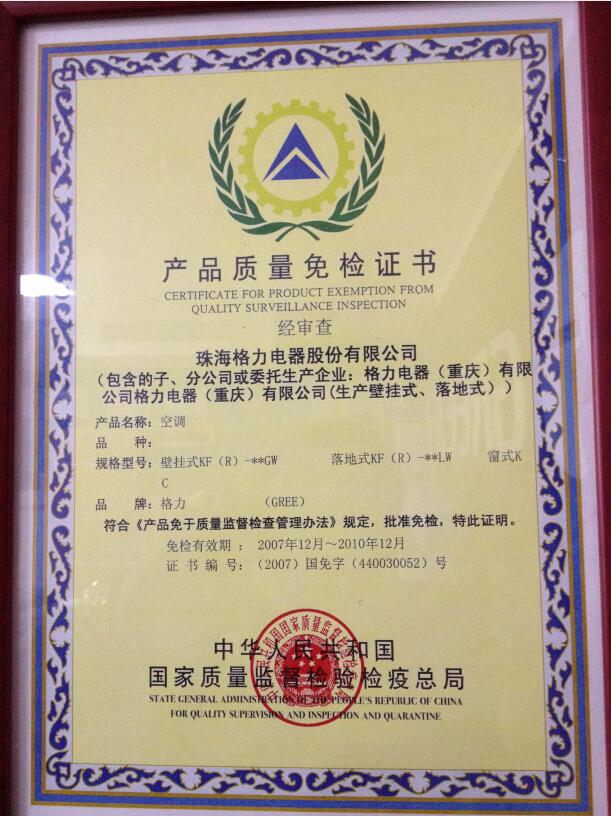 产品质量免检证书
CERTIFICATE FOR PRODUCT EXEMPTION FROM
QUALITY SURVEILLANCE INSPECTION
经审查
珠海格力电器股份有限公司
（包含的子、分公司或委托生产企业：格力电器（重庆）有限
公司格力电器（重庆）有限公司(生产壁挂式、落地式））
产品名称：空调
品 种：
规格型号：壁挂式KF（R）-**GW 落地式KF（R）-**LW 窗式K
C
品 牌：格力 （GREE）
符合《产品免于质量监督检查管理办法》规定，批准免检，特此证明。
免检有效期 ： 2007年12月～2010年12月
证 书 编 号：（2007）国免字（440030052）号
中华人民共和国
国家质量监督检验检疫总局
STATE GENERAL ADMINISTRATION OF THE PEOPLE'S REPUBLIC OF CHINA
FOR QUALITY SUPERVISION AND INSPECTION AND QUARANTINE